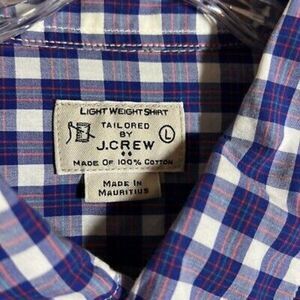 LIGHT WEIGHT SHIRT
TAILORED
BY
L
J.CREW
MADE OF 100% COTTON
MADE IN
MAURITIUS